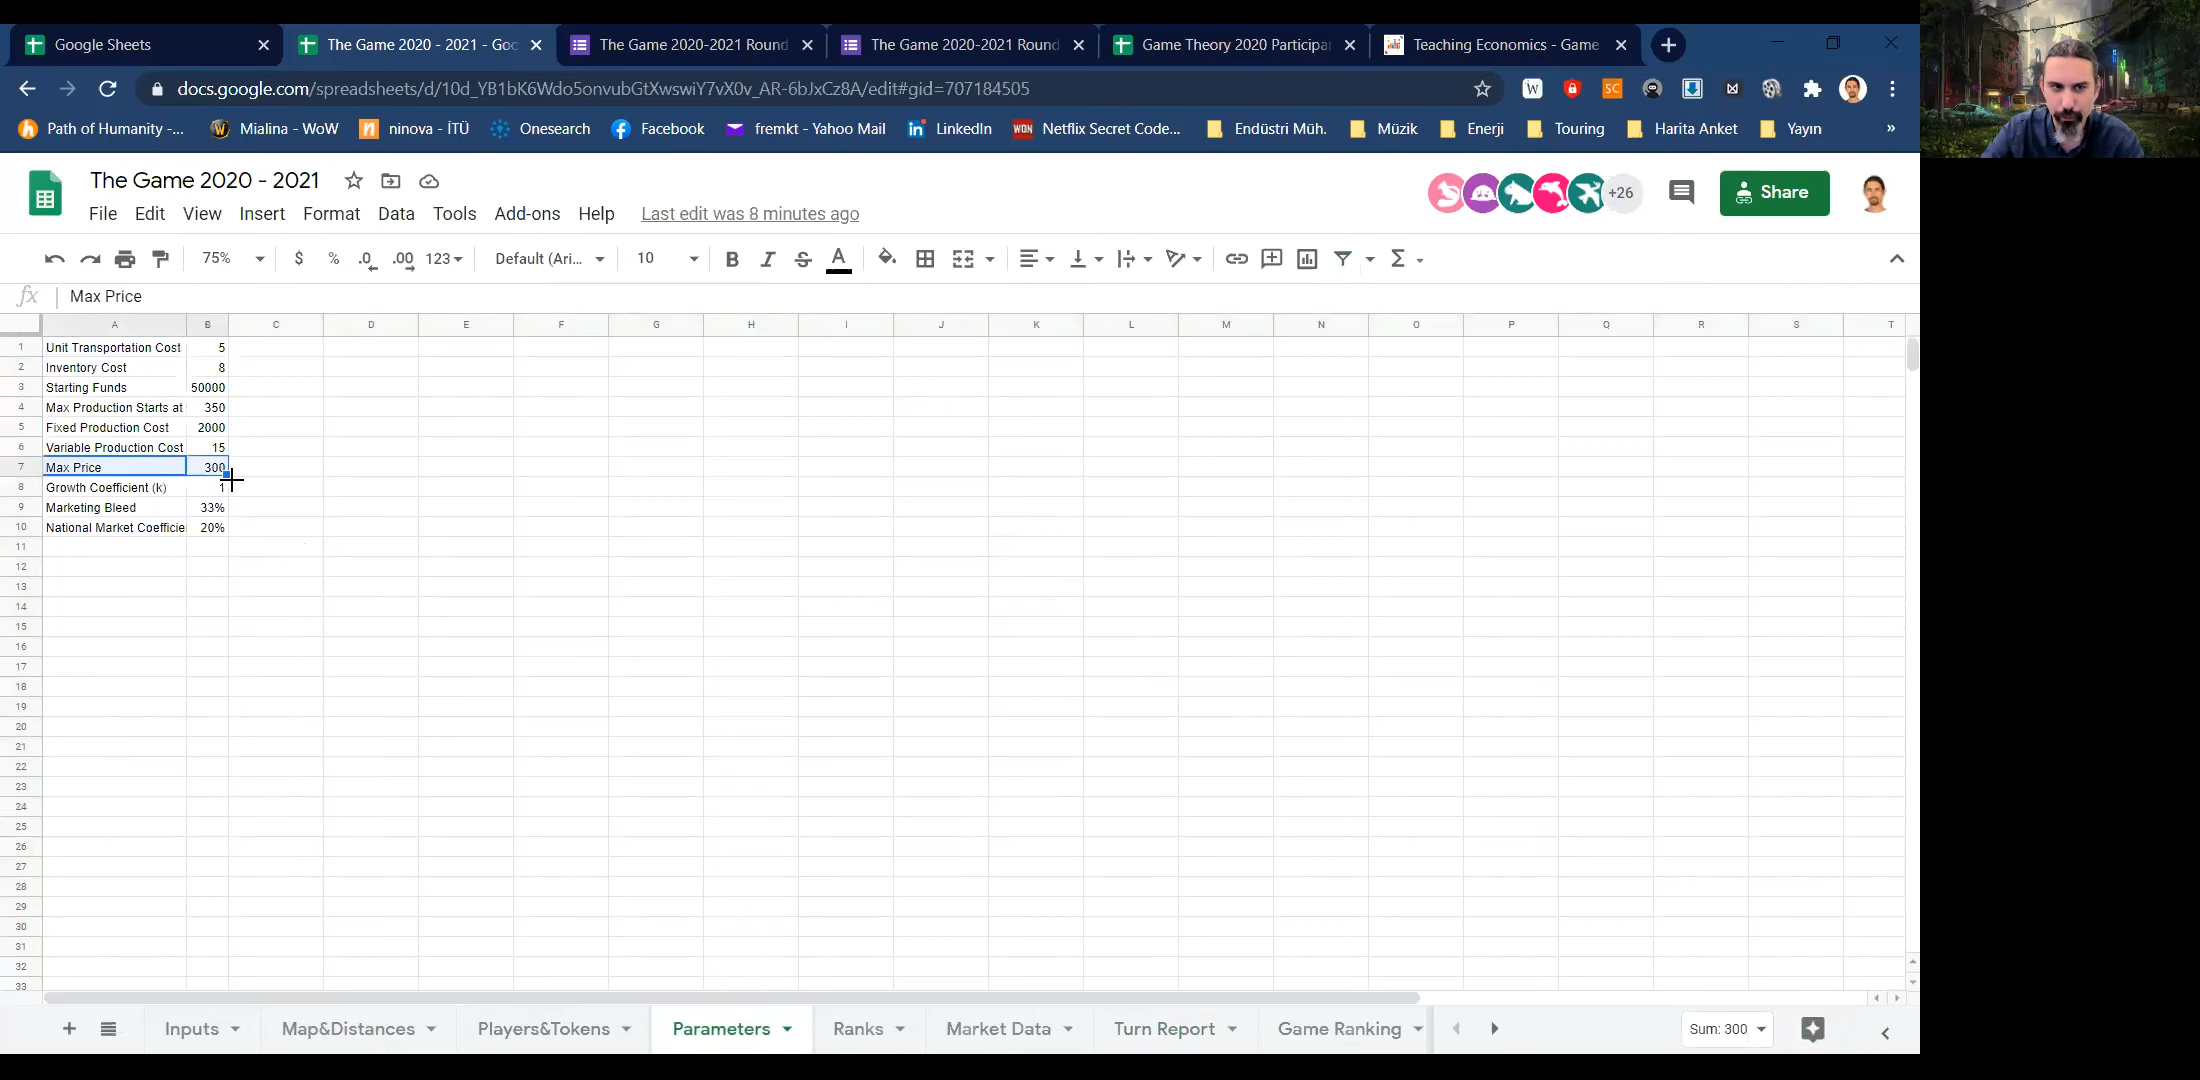 Google Sheets
The Game 2020 - 2021 - Goo
The Game 2020-2021 Round
The Game 2020-2021 Round
Game Theory 2020 Participa
Teaching Economics - Game
docs.google.com/spreadsheets/d/10d_YB1bK6Wdo5onvubGtXwswiY7vX0v_AR-6bJxCz8A/edit#gid=707184505
Path of Humanity -...
Mialina - WoW
ninova - İTÜ
Onesearch
Facebook
fremkt - Yahoo Mail
LinkedIn
Netflix Secret Code...
Endüstri Müh.
Müzik
Enerji
Touring
Harita Anket
Yayın
The Game 2020 - 2021
+26
Share
File Edit View Insert Format Data Tools Add-ons Help Last edit was 8 minutes ago
75% $ % .0 .00 123 Default (Ari... 10 B I S A
fx Max Price
A B C D E F G H I J K L M N O P Q R S T
1 Unit Transportation Cost 5
2 Inventory Cost 8
3 Starting Funds 50000
4 Max Production Starts at 350
5 Fixed Production Cost 2000
6 Variable Production Cost 15
7 Max Price 300
8 Growth Coefficient (k) 1
9 Marketing Bleed 33%
10 National Market Coefficie 20%
11
12
13
14
15
16
17
18
19
20
21
22
23
24
25
26
27
28
29
30
31
32
33
Inputs Map&Distances Players&Tokens Parameters Ranks Market Data Turn Report Game Ranking Sum: 300